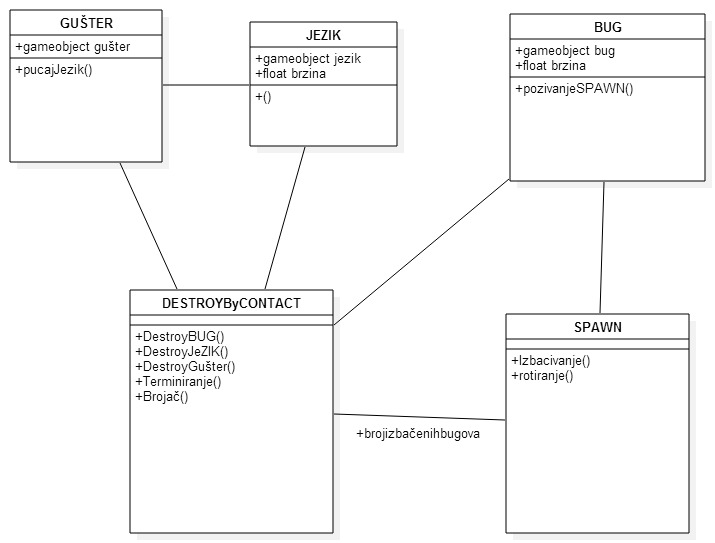 GUŠTER
+gameobject gušter
+pucajJezik()
JEZIK
+gameobject jezik
+float brzina
+()
BUG
+gameobject bug
+float brzina
+pozivanjeSPAWN()
DESTROYByCONTACT
+DestroyBUG()
+DestroyJeZIK()
+DestroyGušter()
+Terminiranje()
+Brojač()
+brojizbačenihbugova
SPAWN
+Izbacivanje()
+rotiranje()